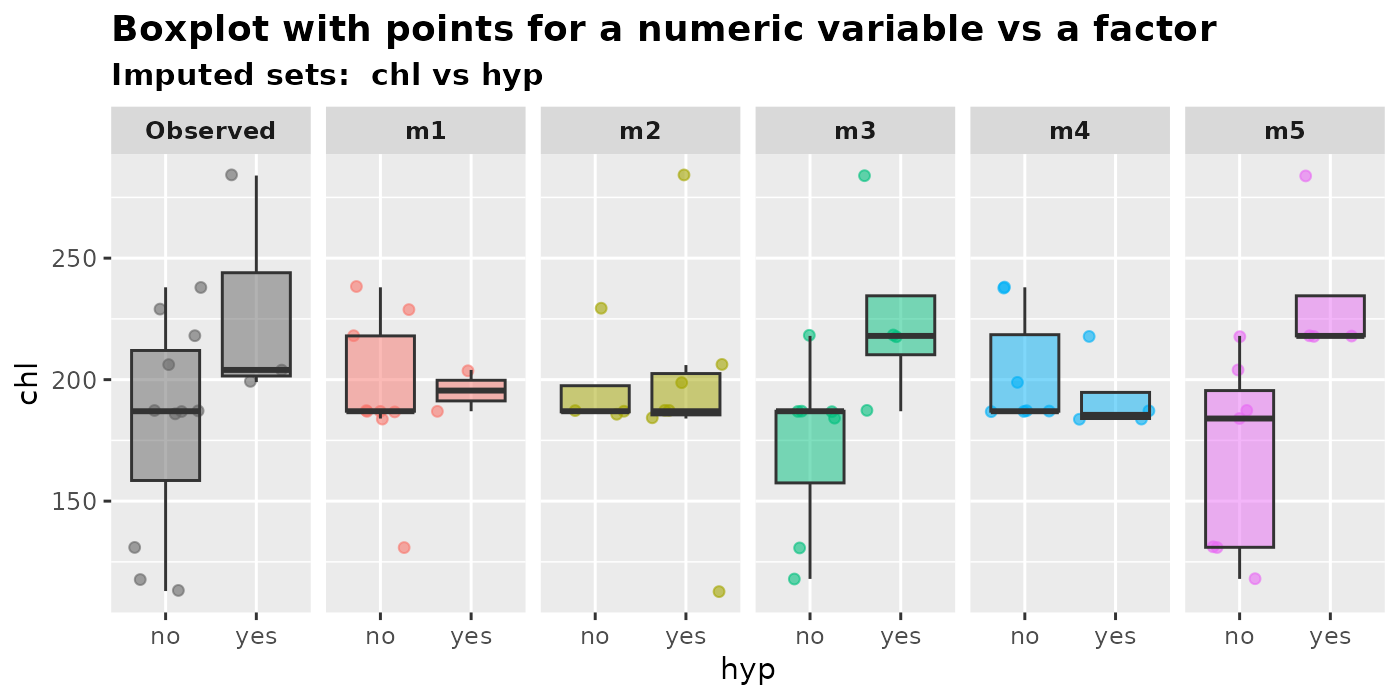 Boxplot with points for a numeric variable vs a factor
Imputed sets:  chl vs hyp
Observed m1 m2 m3 m4 m5
250
200
150
chl
no yes no yes no yes no yes no yes no yes
hyp